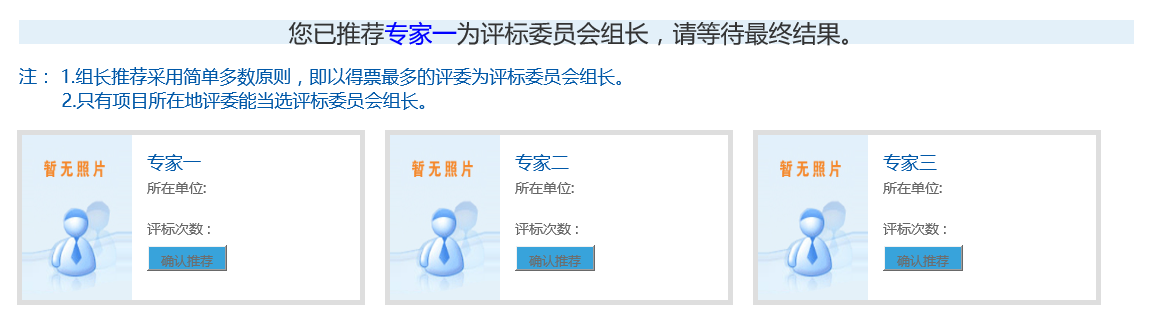 您已推荐专家一为评标委员会组长，请等待最终结果。
注： 1.组长推荐采用简单多数原则，即以得票最多的评委为评标委员会组长。
2.只有项目所在地评委能当选评标委员会组长。
暂无照片
专家一
所在单位:
评标次数：
确认推荐
暂无照片
专家二
所在单位:
评标次数：
确认推荐
暂无照片
专家三
所在单位:
评标次数：
确认推荐